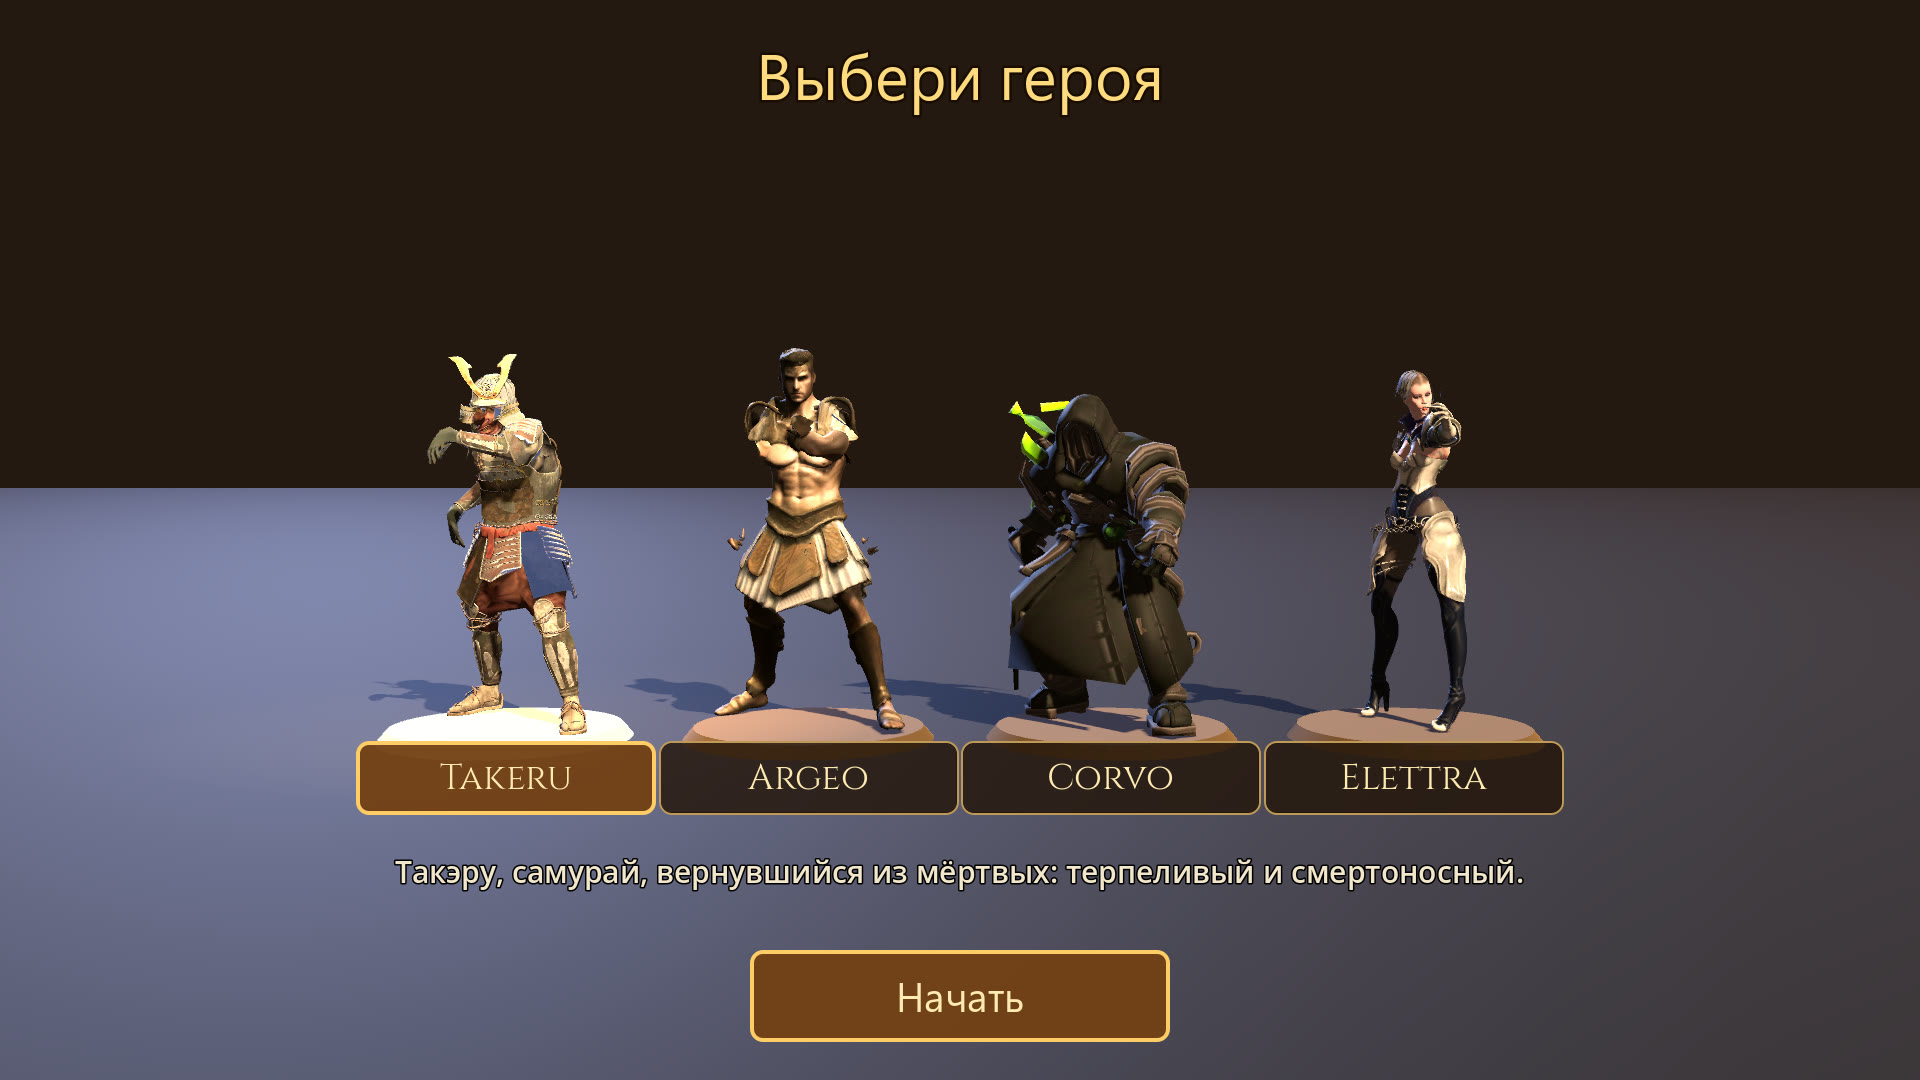 Выбери героя
Takeru
Argeo
Corvo
Elettra
Такэру, самурай, вернувшийся из мёртвых: терпеливый и смертоносный.
Начать